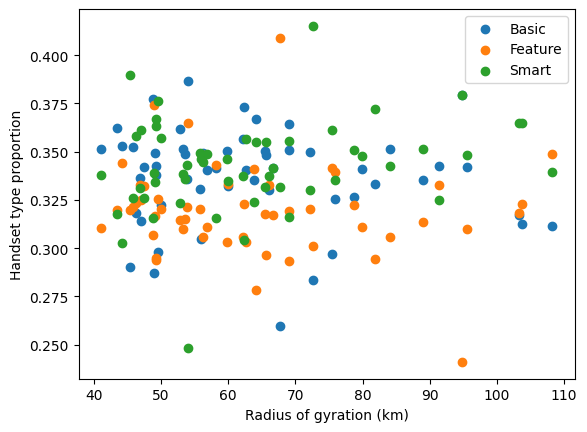 Basic
Feature
Smart
Handset type proportion
0.400
0.375
0.350
0.325
0.300
0.275
0.250
40 50 60 70 80 90 100 110
Radius of gyration (km)